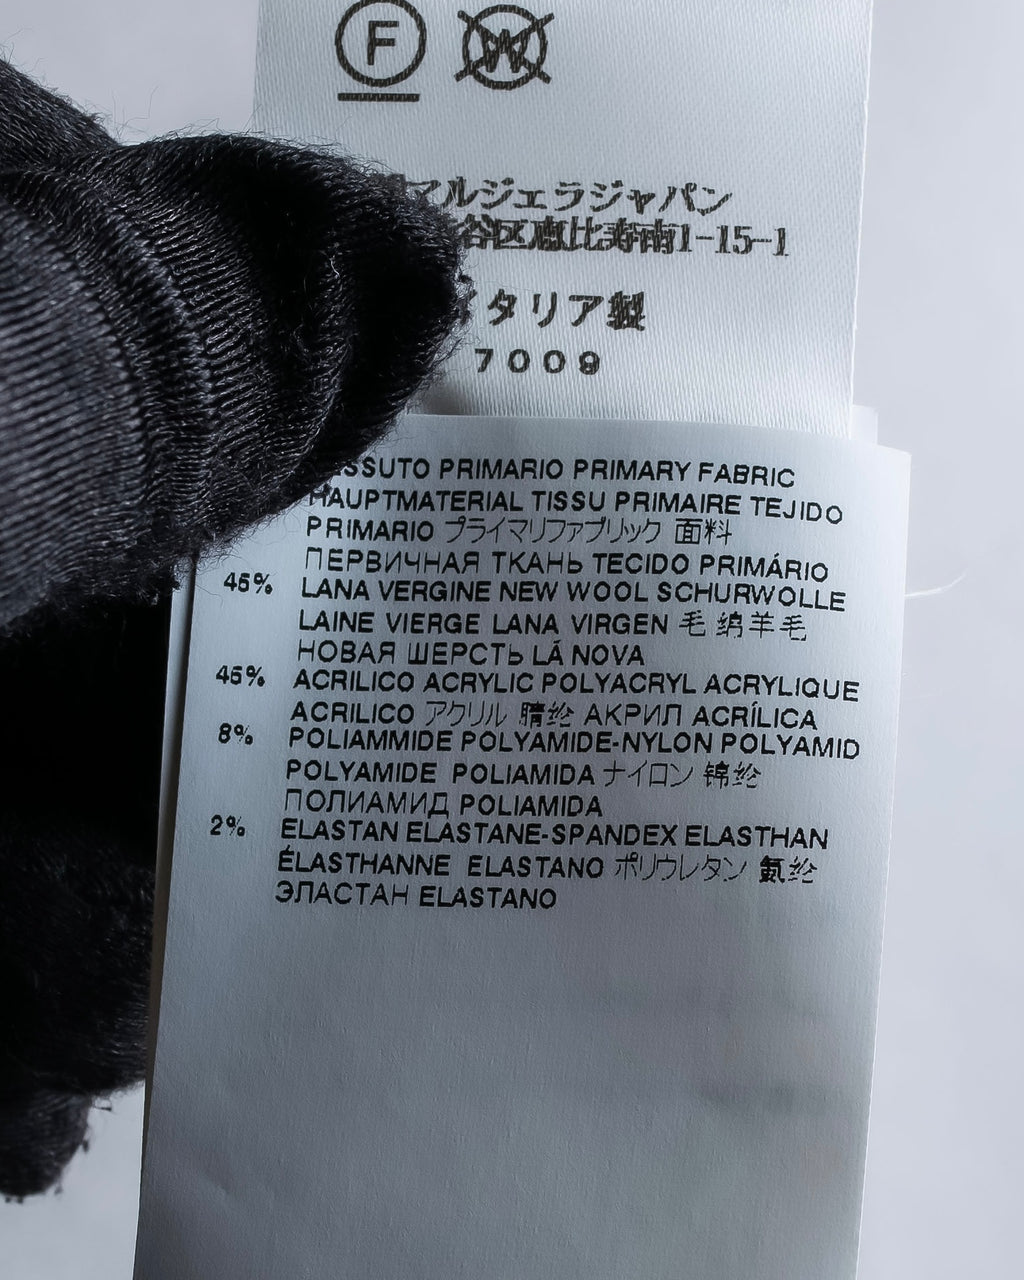 F W
マルジェラジャパン
谷区恵比寿南1-15-1
イタリア製
7009
TESSUTO PRIMARIO PRIMARY FABRIC
HAUPTMATERIAL TISSU PRIMAIRE TEJIDO
PRIMARIO プライマリファブリック 面料
ПЕРВИЧНАЯ ТКАНЬ TECIDO PRIMÁRIO
45% LANA VERGINE NEW WOOL SCHURWOLLE
LAINE VIERGE LANA VIRGEN 毛 绵羊毛
НОВАЯ ШЕРСТЬ LÃ NOVA
45% ACRILICO ACRYLIC POLYACRYL ACRYLIQUE
ACRILICO アクリル 腈纶 АКРИЛ ACRÍLICA
8% POLIAMMIDE POLYAMIDE-NYLON POLYAMID
POLYAMIDE POLIAMIDA ナイロン 锦纶
ПОЛИАМИД POLIAMIDA
2% ELASTAN ELASTANE-SPANDEX ELASTHAN
ÉLASTHANNE ELASTANO ポリウレタン 氨纶
ЭЛАСТАН ELASTANO